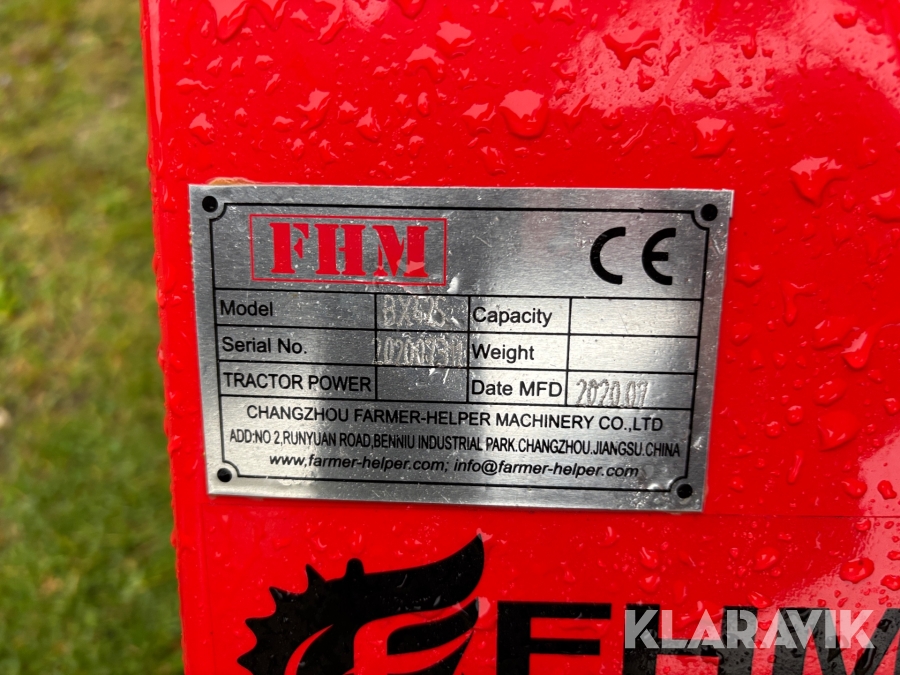 FHM CE
Model Capacity
Serial No. Weight
TRACTOR POWER Date MFD 2020.07
CHANGZHOU FARMER-HELPER MACHINERY CO.,LTD
ADD:NO 2,RUNYUAN ROAD,BENNIU INDUSTRIAL PARK.CHANGZHOU.JIANGSU.CHINA
www.farmer-helper.com; info@farmer-helper.com
FHM
KLARAVIK